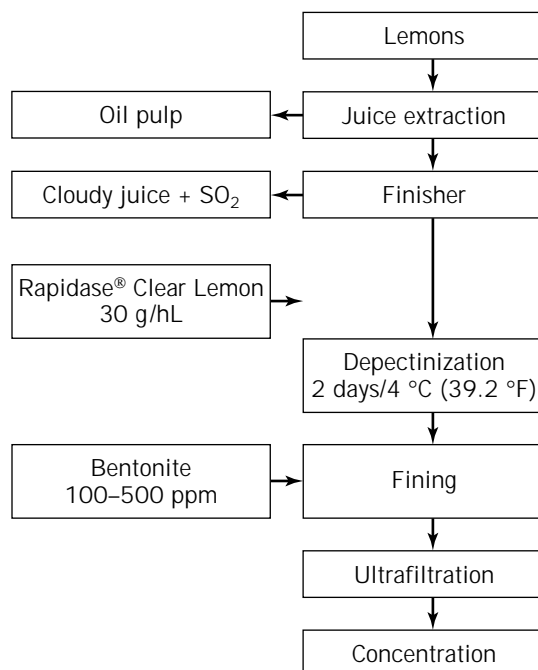 Lemons
Oil pulp
Juice extraction
Cloudy juice + SO₂
Finisher
Rapidase® Clear Lemon
30 g/hL
Depectinization
2 days/4 °C (39.2 °F)
Bentonite
100–500 ppm
Fining
Ultrafiltration
Concentration